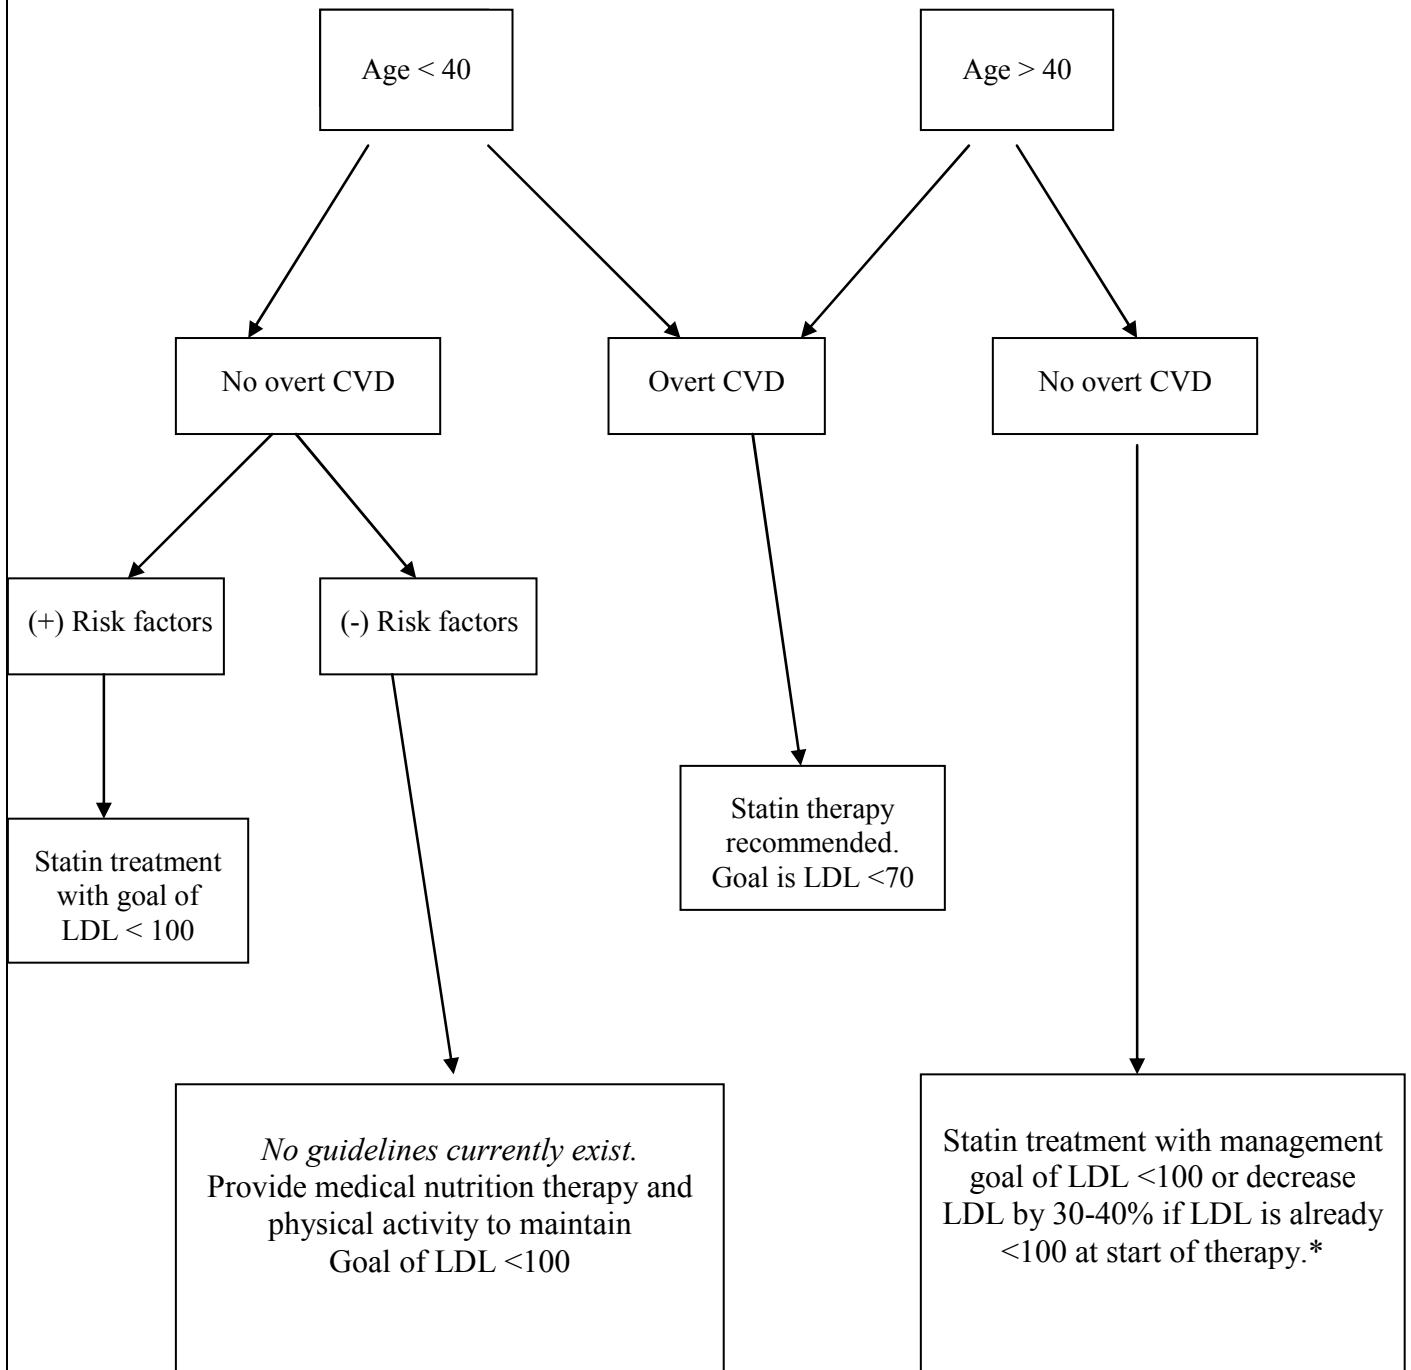 Age < 40
Age > 40
No overt CVD
Overt CVD
No overt CVD
(+) Risk factors
(-) Risk factors
Statin treatment
with goal of
LDL < 100
Statin therapy
recommended.
Goal is LDL <70
No guidelines currently exist.
Provide medical nutrition therapy and
physical activity to maintain
Goal of LDL <100
Statin treatment with management
goal of LDL <100 or decrease
LDL by 30-40% if LDL is already
<100 at start of therapy.*